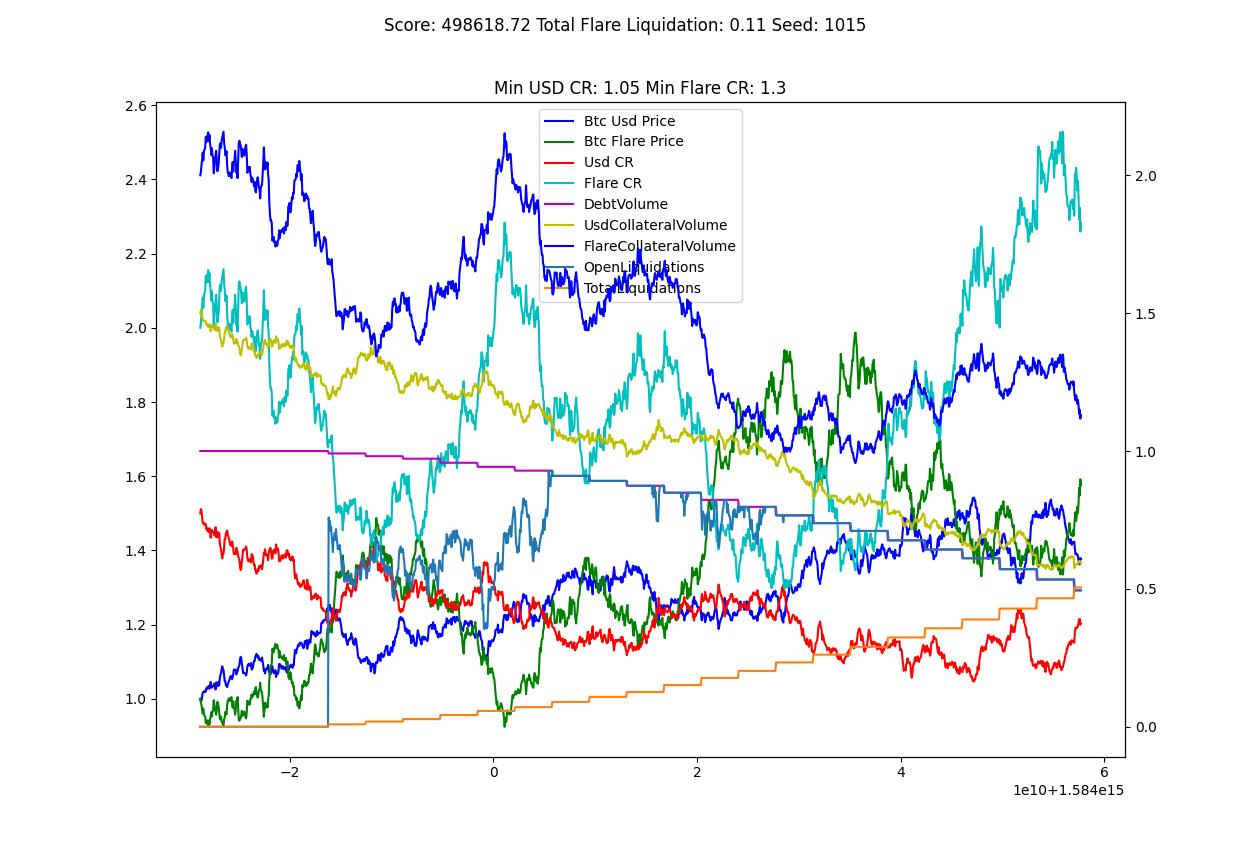 Score: 498618.72 Total Flare Liquidation: 0.11 Seed: 1015
Min USD CR: 1.05 Min Flare CR: 1.3
Btc Usd Price
Btc Flare Price
Usd CR
Flare CR
DebtVolume
UsdCollateralVolume
FlareCollateralVolume
OpenLiquidations
TotalLiquidations
2.6
2.4
2.2
2.0
1.8
1.6
1.4
1.2
1.0
2.0
1.5
1.0
0.5
0.0
−2
0
2
4
6
1e10+1.584e15